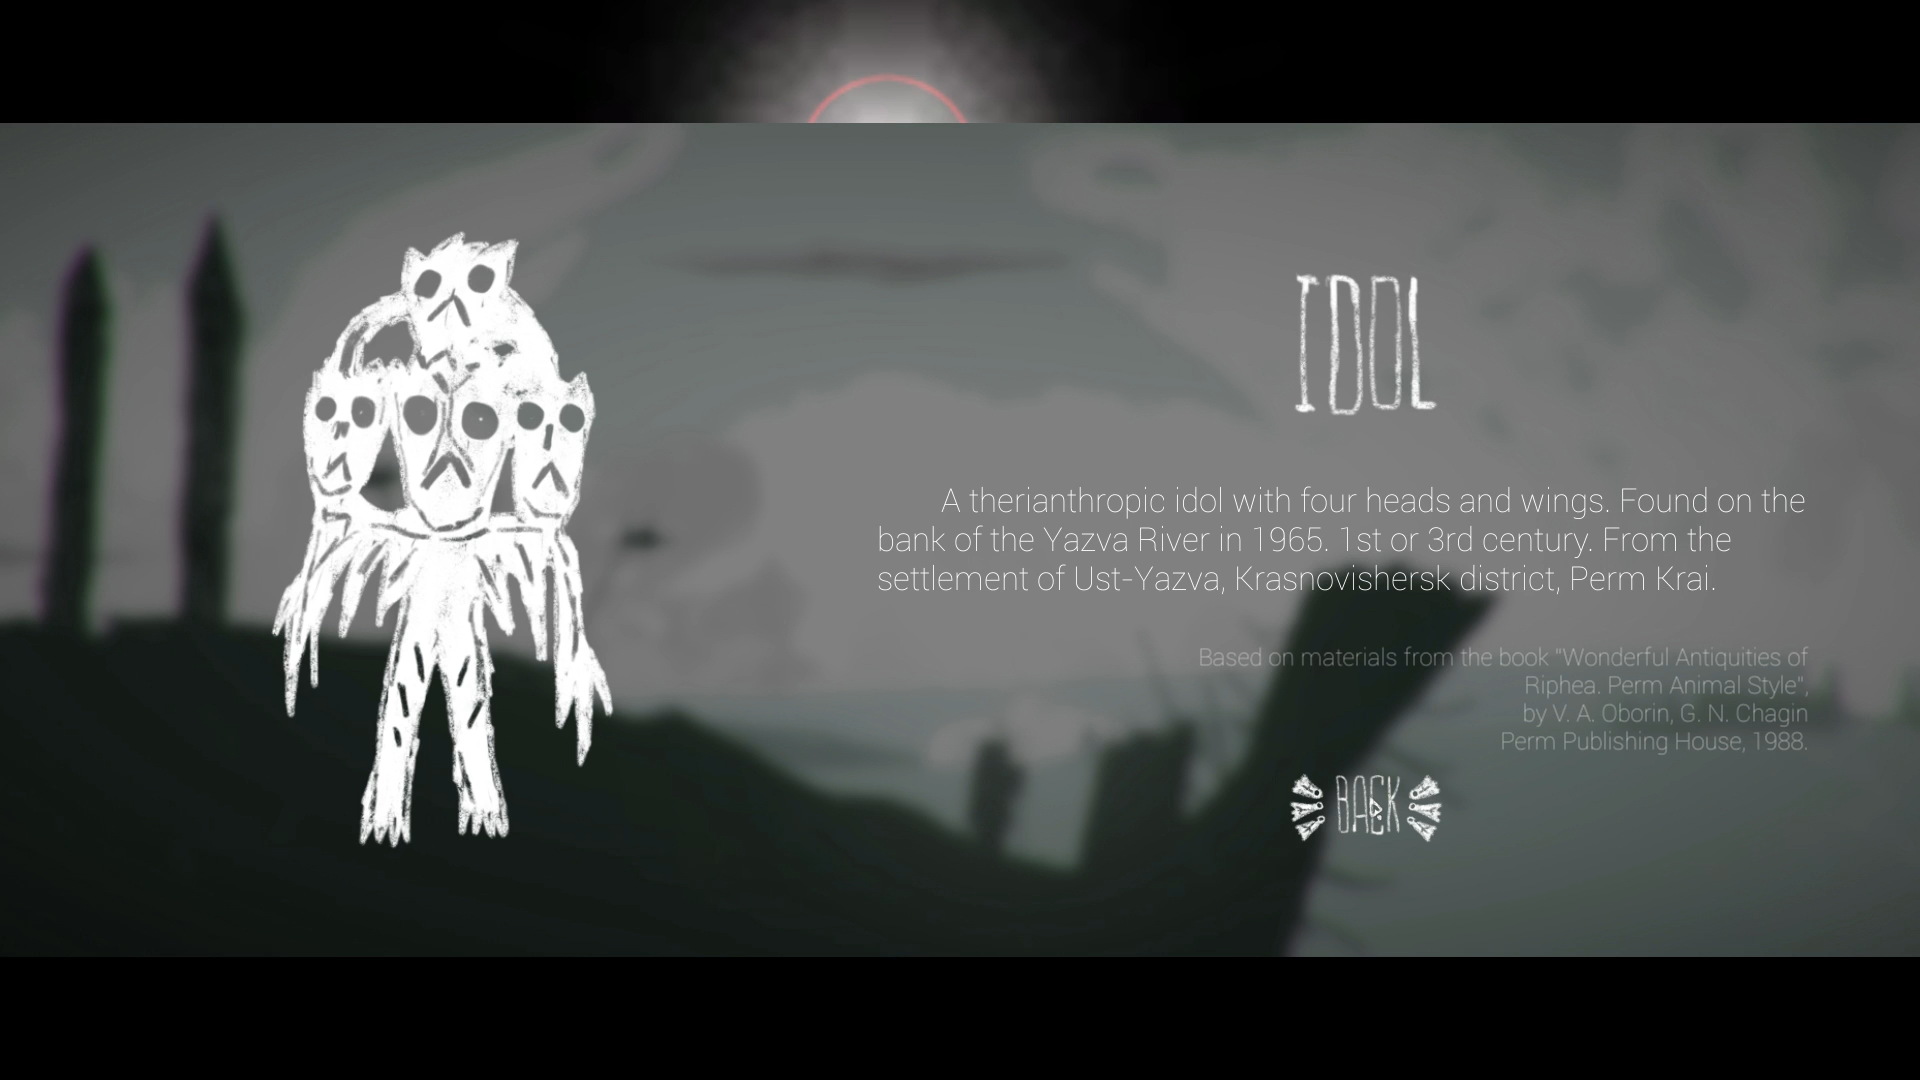 IDOL
A therianthropic idol with four heads and wings. Found on the
bank of the Yazva River in 1965. 1st or 3rd century. From the
settlement of Ust-Yazva, Krasnovishersk district, Perm Krai.
Based on materials from the book "Wonderful Antiquities of
Riphea. Perm Animal Style",
by V. A. Oborin, G. N. Chagin
Perm Publishing House, 1988.
BACK